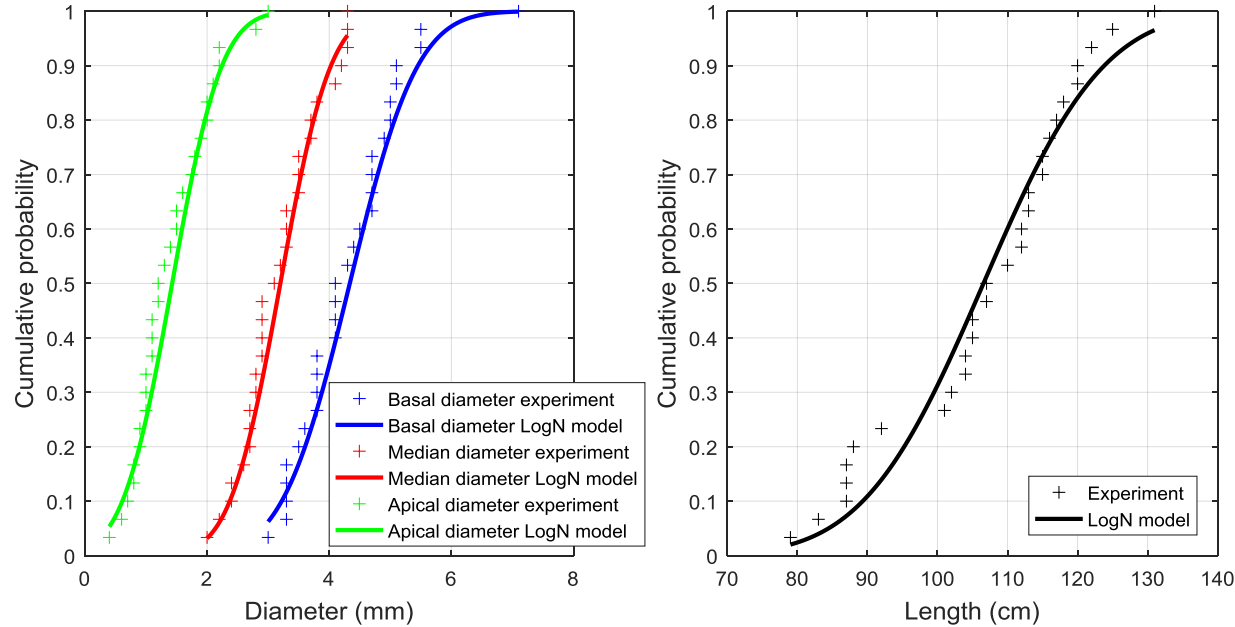 Cumulative probability
1
0.9
0.8
0.7
0.6
0.5
0.4
0.3
0.2
0.1
0
0 2 4 6 8
Diameter (mm)
Basal diameter experiment
Basal diameter LogN model
Median diameter experiment
Median diameter LogN model
Apical diameter experiment
Apical diameter LogN model
Cumulative probability
1
0.9
0.8
0.7
0.6
0.5
0.4
0.3
0.2
0.1
0
70 80 90 100 110 120 130 140
Length (cm)
Experiment
LogN model